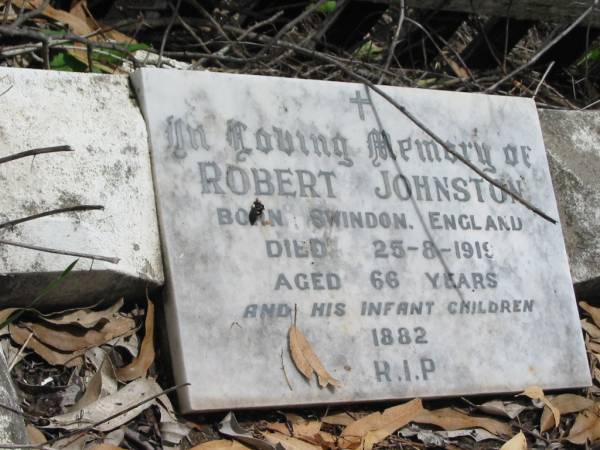 In Loving Memory of
ROBERT JOHNSTON
BORN SWINDON, ENGLAND
DIED 25-8-1919
AGED 66 YEARS
AND HIS INFANT CHILDREN
1882
R.I.P